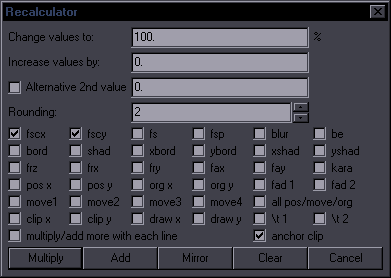 Recalculator
Change values to: 100. %
Increase values by: 0.
Alternative 2nd value 0.
Rounding: 2
fscx fscy fs fsp blur be
bord shad xbord ybord xshad yshad
frz frx fry fax fay kara
pos x pos y org x org y fad 1 fad 2
move1 move2 move3 move4 all pos/move/org
clip x clip y draw x draw y \t 1 \t 2
multiply/add more with each line anchor clip
Multiply Add Mirror Clear Cancel